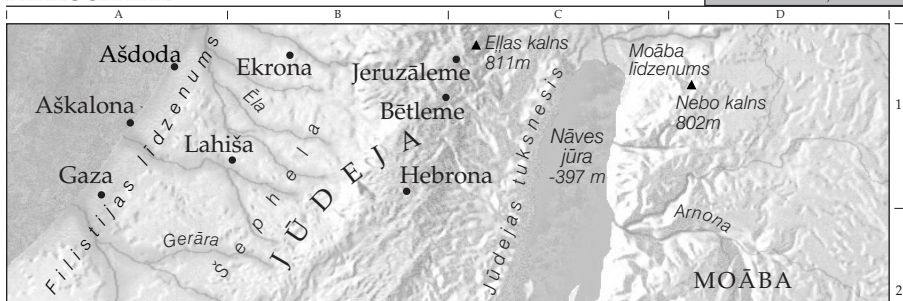 A B C D
Ašdoda
Ekrona
Jeruzāleme
Eļļas kalns
811m
Moāba
līdzenums
Nebo kalns
802m
Aškalona
Ēla
Bētleme
1
Lahiša
Nāves
jūra
-397 m
Gaza
Hebrona
Filistijas līdzenums
Šephela
JŪDEJA
Jūdejas tuksnesis
Gerāra
Arnona
MOĀBA
2